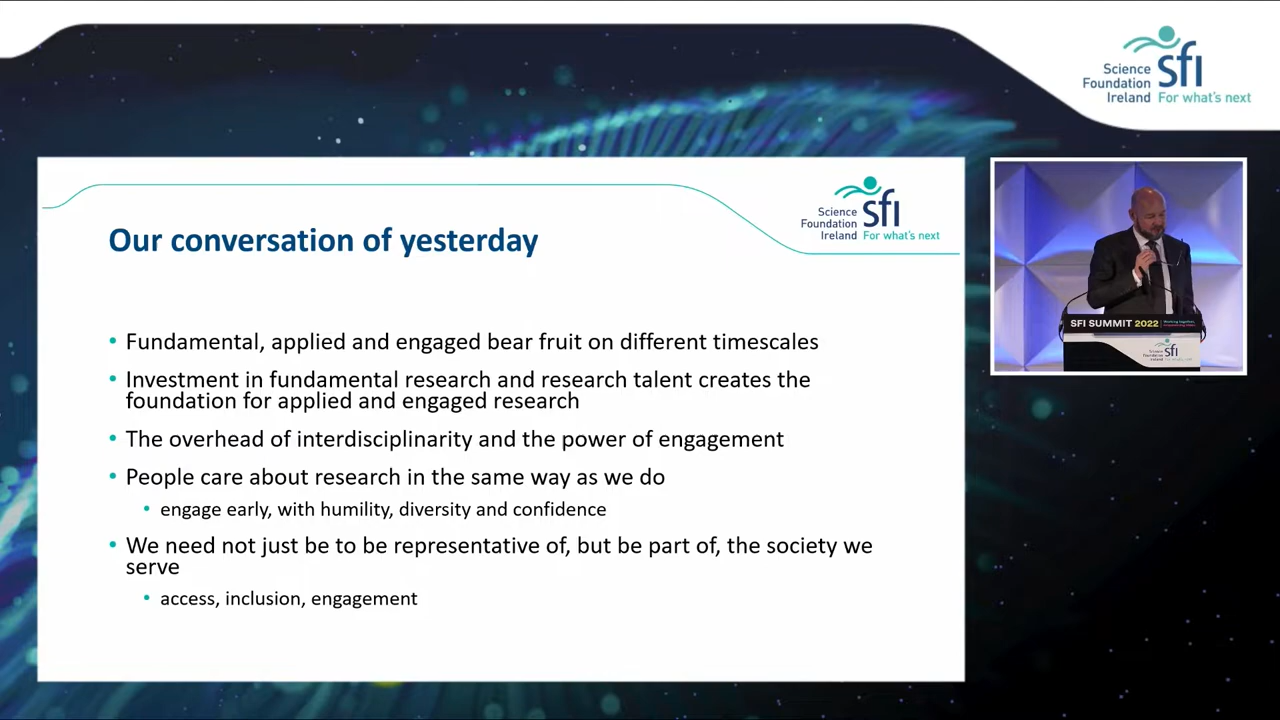 Science
Foundation
Ireland
sfi
For what's next
Science
Foundation
Ireland
sfi
For what's next
Our conversation of yesterday
• Fundamental, applied and engaged bear fruit on different timescales
• Investment in fundamental research and research talent creates the
foundation for applied and engaged research
• The overhead of interdisciplinarity and the power of engagement
• People care about research in the same way as we do
• engage early, with humility, diversity and confidence
• We need not just be to be representative of, but be part of, the society we
serve
• access, inclusion, engagement
SFI SUMMIT 2022
sfi